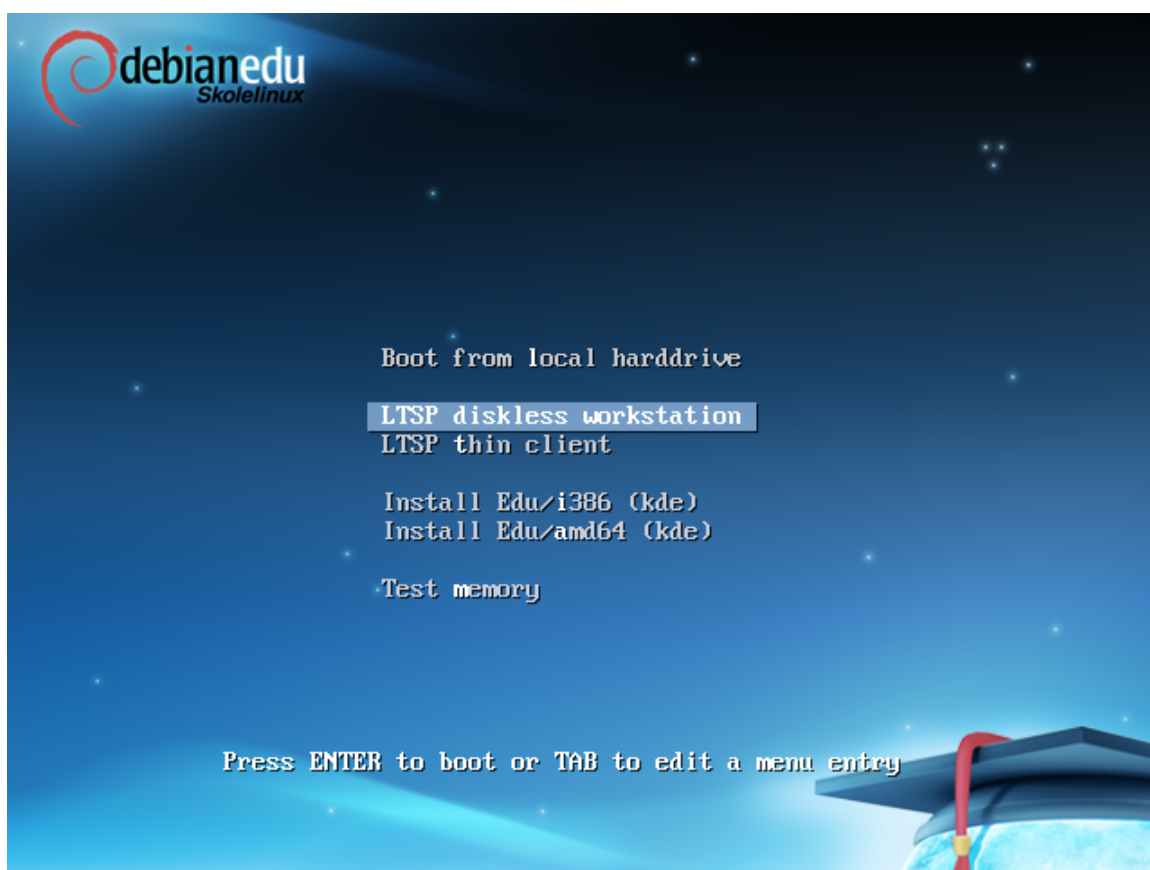 debianedu
Skolelinux
Boot from local harddrive
LTSP diskless workstation
LTSP thin client
Install Edu/i386 (kde)
Install Edu/amd64 (kde)
Test memory
Press ENTER to boot or TAB to edit a menu entry